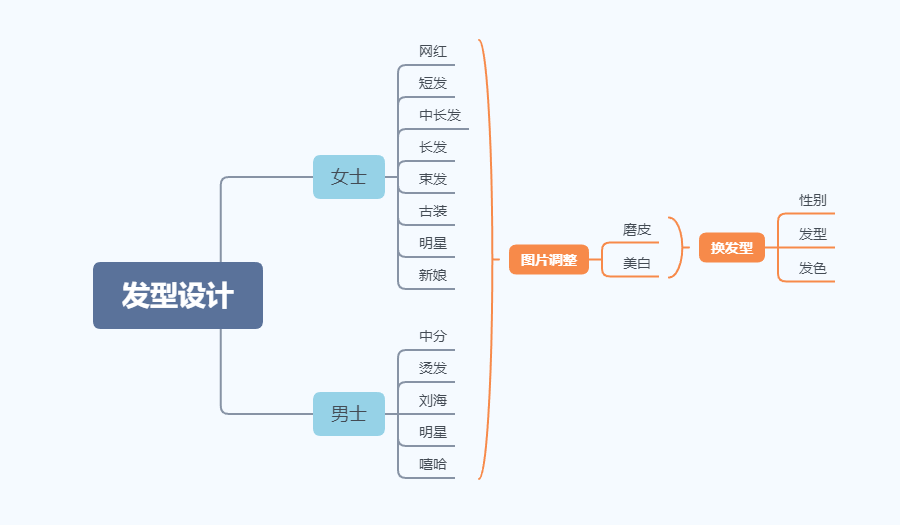 发型设计
女士
网红
短发
中长发
长发
束发
古装
明星
新娘
男士
中分
烫发
刘海
明星
嘻哈
图片调整
磨皮
美白
换发型
性别
发型
发色